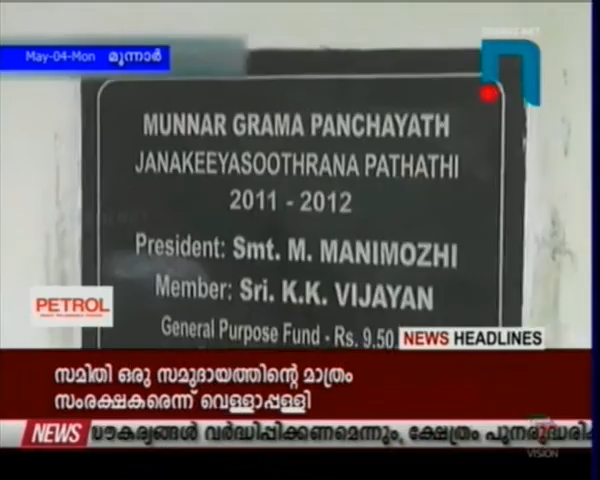 May-04-Mon മൂന്നാർ
MUNNAR GRAMA PANCHAYATH
JANAKEEYASOOTHRANA PATHATHI
2011 - 2012
President: Smt. M. MANIMOZHI
Member: Sri. K.K. VIJAYAN
General Purpose Fund - Rs. 9.50
PETROL
NEWS HEADLINES
സമിതി ഒരു സമുദായത്തിന്റെ മാത്രം
സംരക്ഷകരെന്ന് വെള്ളാപ്പള്ളി
NEWS സൗകര്യങ്ങൾ വർദ്ധിപ്പിക്കണമെന്നും, ക്ഷേത്രം പുനരുദ്ധരി
VISION